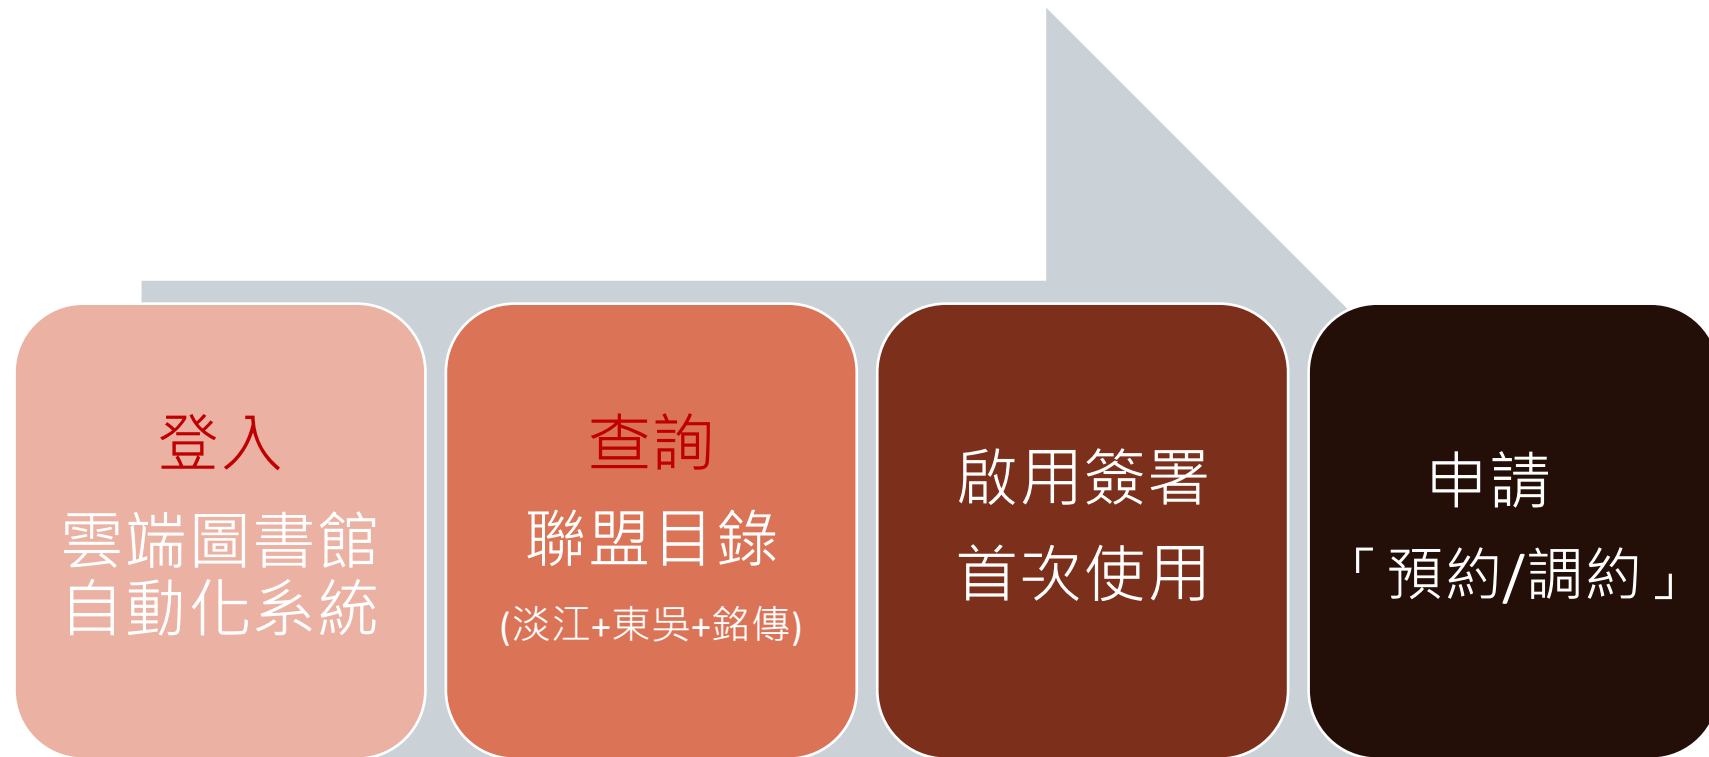 登入
雲端圖書館
自動化系統
查詢
聯盟目錄
(淡江+東吳+銘傳)
啟用簽署
首次使用
申請
「預約/調約」